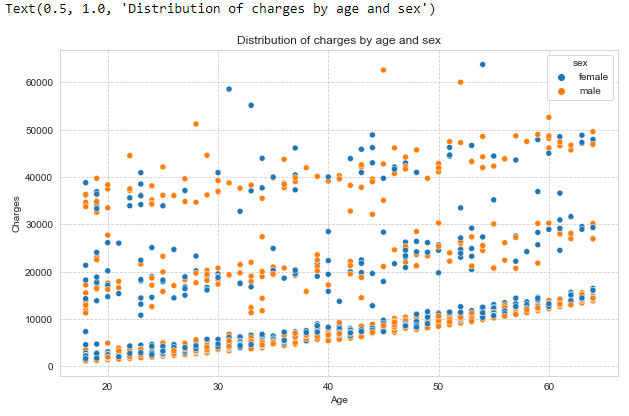 Text(0.5, 1.0, 'Distribution of charges by age and sex')
Distribution of charges by age and sex
sex
female
male
60000
50000
40000
30000
20000
10000
0
Charges
20
30
40
50
60
Age